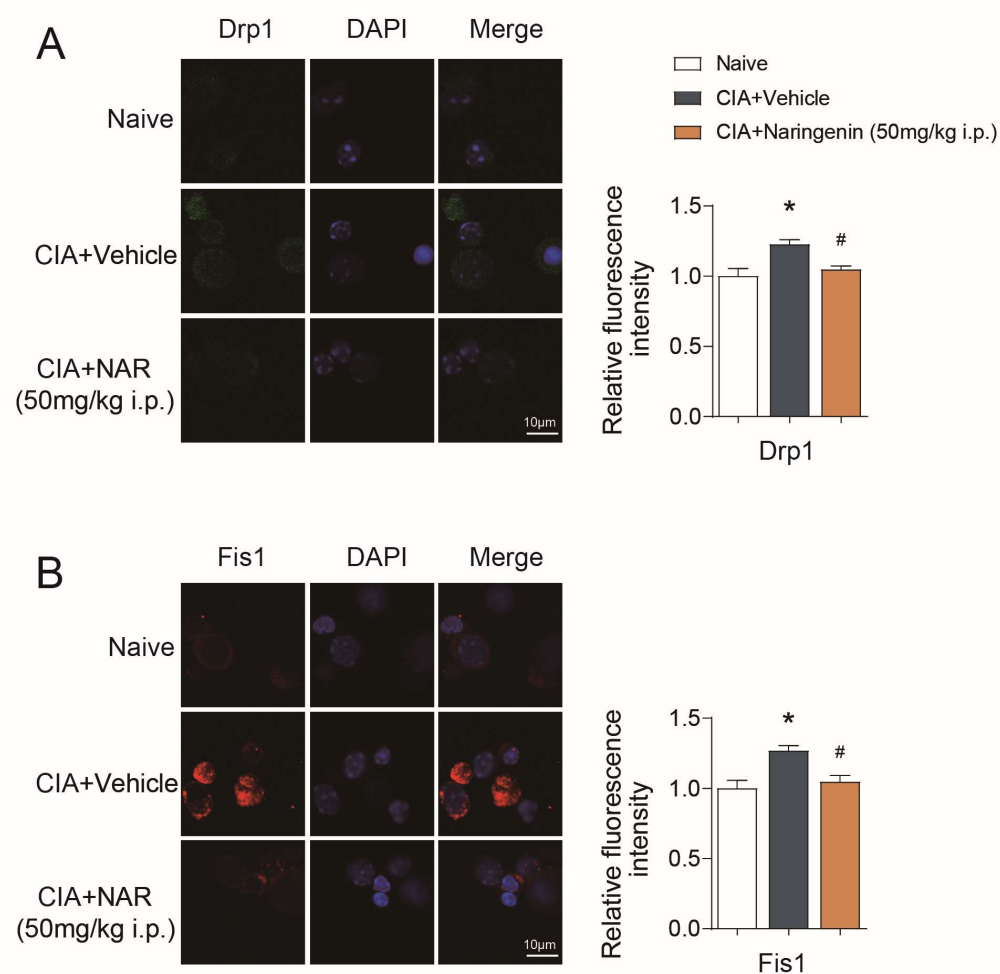 A
Drp1 DAPI Merge
Naive
CIA+Vehicle
CIA+NAR
(50mg/kg i.p.)
10μm
Naive
CIA+Vehicle
CIA+Naringenin (50mg/kg i.p.)
Relative fluorescence
intensity
1.5
1.0
0.5
0.0
*
#
Drp1
B
Fis1 DAPI Merge
Naive
CIA+Vehicle
CIA+NAR
(50mg/kg i.p.)
10μm
Relative fluorescence
intensity
1.5
1.0
0.5
0.0
*
#
Fis1